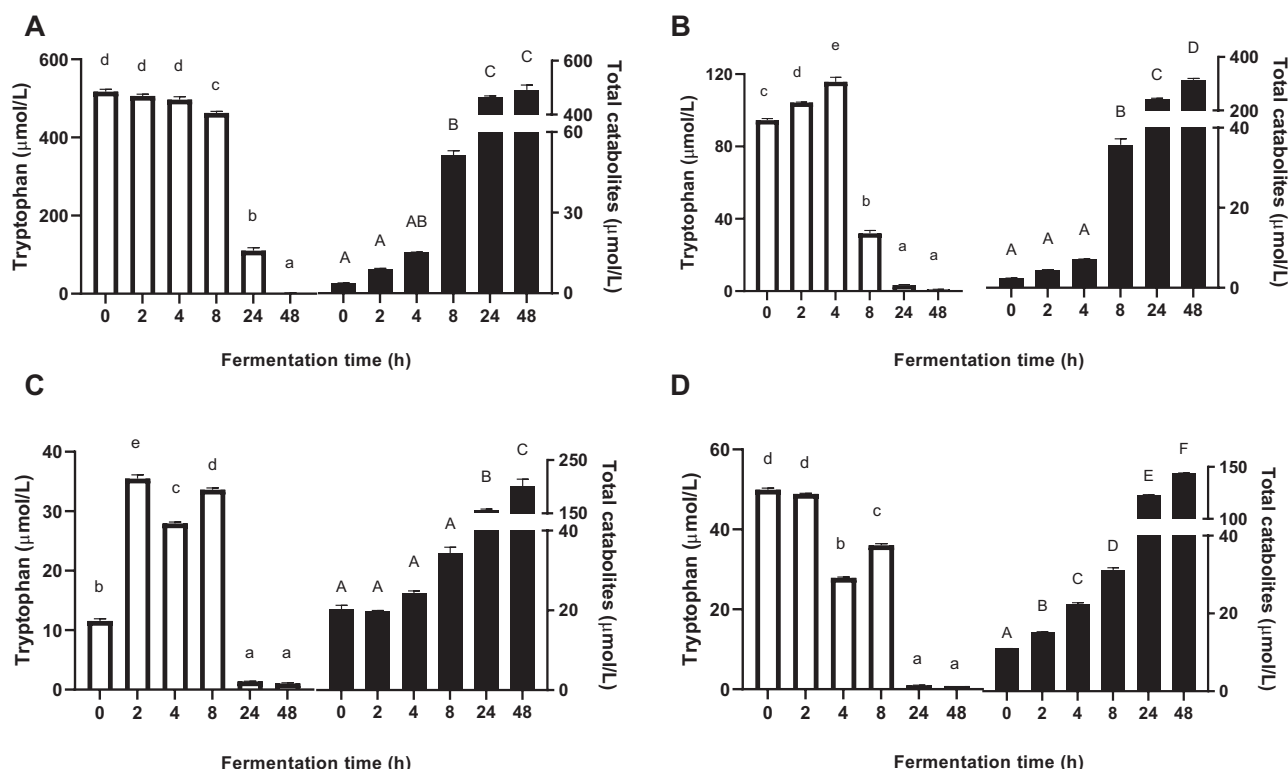 A
600
400
200
0
Tryptophan (μmol/L)
d d d c b a
A A AB B C C
600
400
60
30
0
Total catabolites (μmol/L)
0 2 4 8 24 48 0 2 4 8 24 48
Fermentation time (h)
B
120
80
40
0
Tryptophan (μmol/L)
c d e b a a
A A A B C D
400
200
40
20
0
Total catabolites (μmol/L)
0 2 4 8 24 48 0 2 4 8 24 48
Fermentation time (h)
C
40
30
20
10
0
Tryptophan (μmol/L)
b e c d a a
A A A A B C
250
150
40
20
0
Total catabolites (μmol/L)
0 2 4 8 24 48 0 2 4 8 24 48
Fermentation time (h)
D
60
40
20
0
Tryptophan (μmol/L)
d d b c a a
A B C D E F
150
100
40
20
0
Total catabolites (μmol/L)
0 2 4 8 24 48 0 2 4 8 24 48
Fermentation time (h)